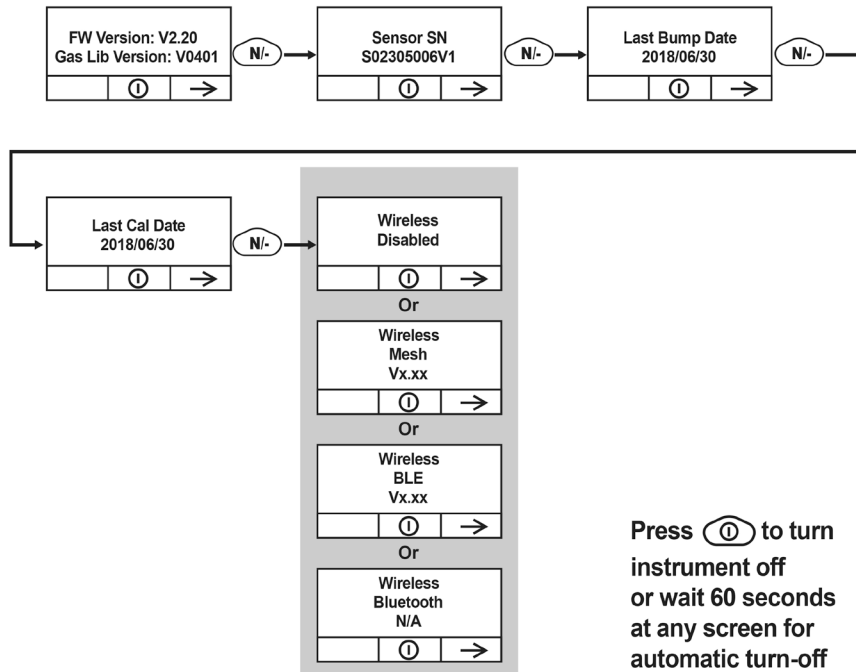 FW Version: V2.20
Gas Lib Version: V0401
N/-
Sensor SN
S02305006V1
N/-
Last Bump Date
2018/06/30
N/-
Last Cal Date
2018/06/30
N/-
Wireless
Disabled
Or
Wireless
Mesh
Vx.xx
Or
Wireless
BLE
Vx.xx
Or
Wireless
Bluetooth
N/A
Press to turn
instrument off
or wait 60 seconds
at any screen for
automatic turn-off